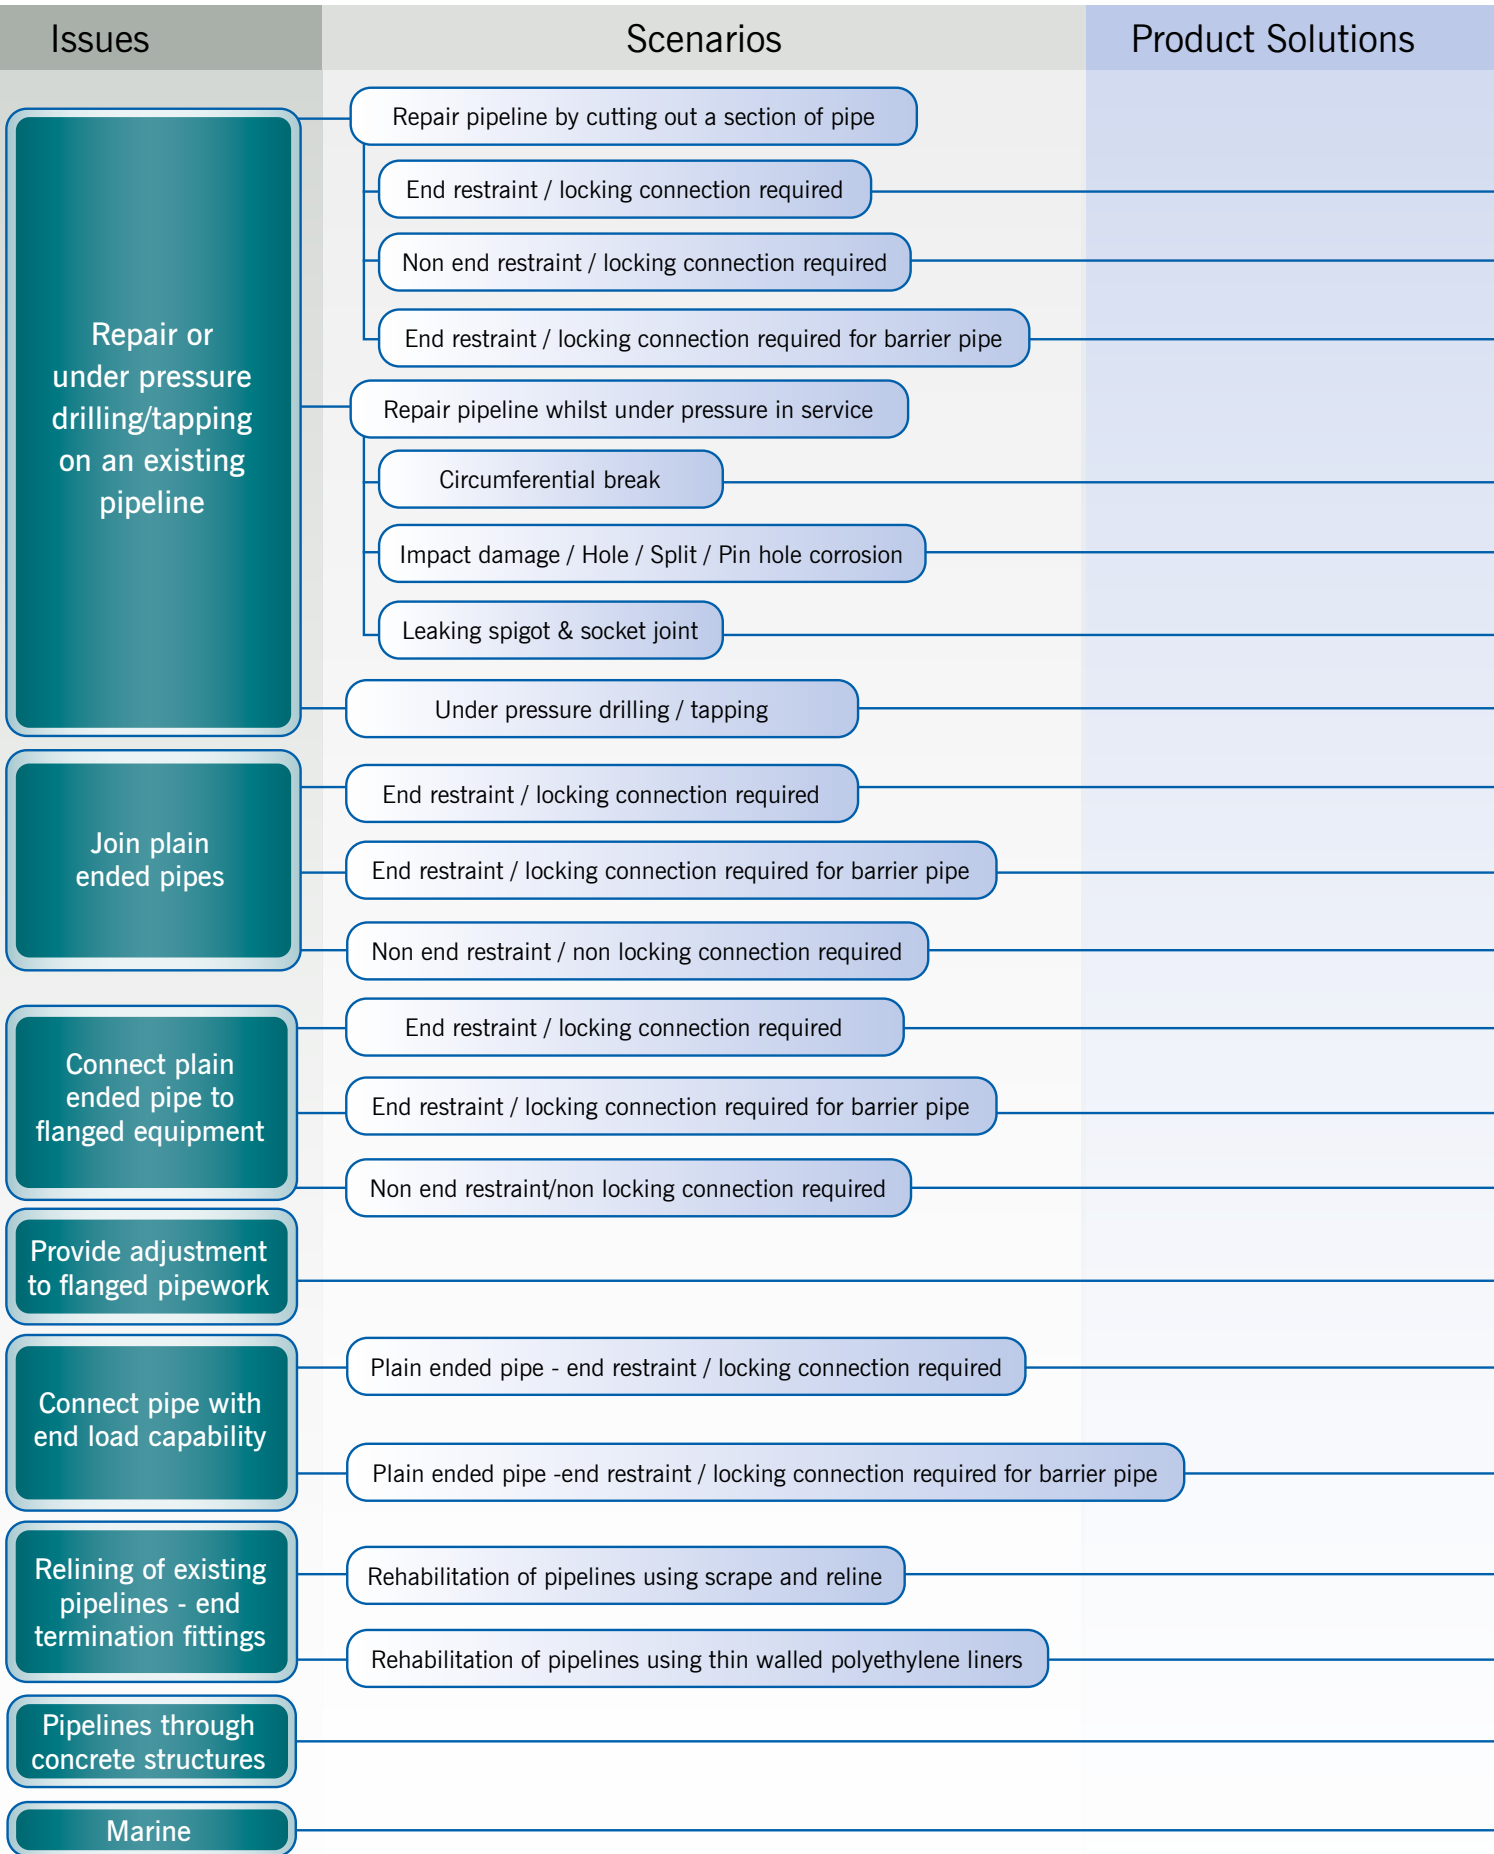 Issues
Scenarios
Product Solutions
Repair or
under pressure
drilling/tapping
on an existing
pipeline
Repair pipeline by cutting out a section of pipe
End restraint / locking connection required
Non end restraint / locking connection required
End restraint / locking connection required for barrier pipe
Repair pipeline whilst under pressure in service
Circumferential break
Impact damage / Hole / Split / Pin hole corrosion
Leaking spigot & socket joint
Under pressure drilling / tapping
Join plain
ended pipes
End restraint / locking connection required
End restraint / locking connection required for barrier pipe
Non end restraint / non locking connection required
Connect plain
ended pipe to
flanged equipment
End restraint / locking connection required
End restraint / locking connection required for barrier pipe
Non end restraint/non locking connection required
Provide adjustment
to flanged pipework
Connect pipe with
end load capability
Plain ended pipe - end restraint / locking connection required
Plain ended pipe -end restraint / locking connection required for barrier pipe
Relining of existing
pipelines - end
termination fittings
Rehabilitation of pipelines using scrape and reline
Rehabilitation of pipelines using thin walled polyethylene liners
Pipelines through
concrete structures
Marine